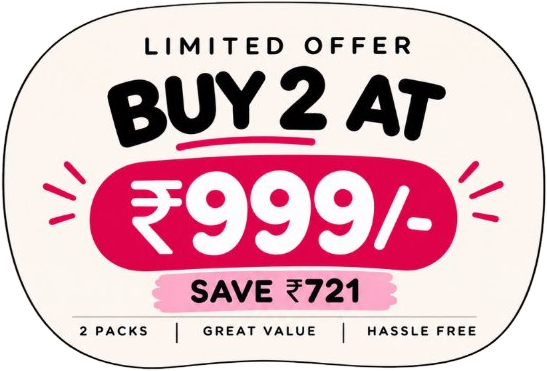 LIMITED OFFER
BUY 2 AT
₹999/-
SAVE ₹721
2 PACKS | GREAT VALUE | HASSLE FREE